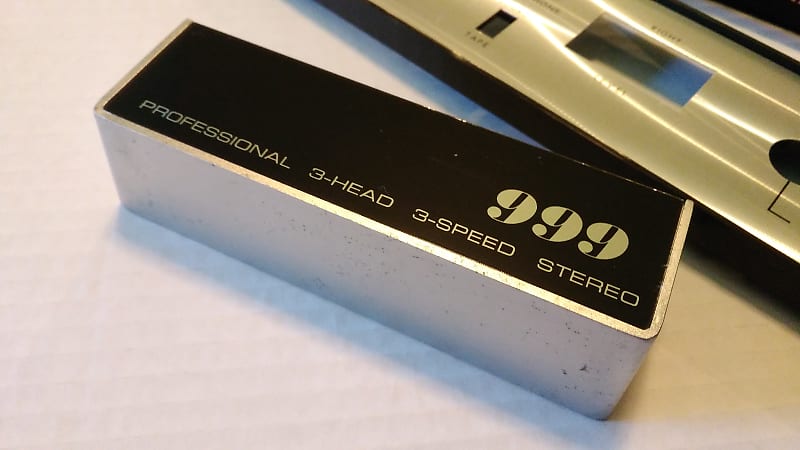 PROFESSIONAL 3-HEAD 3-SPEED STEREO
999
TAPE
RIGHT